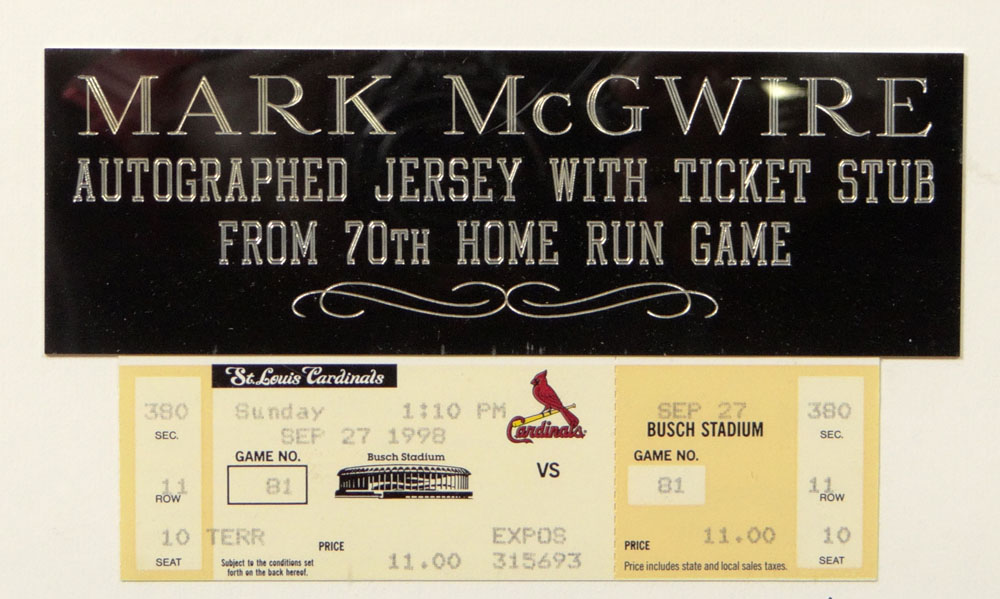 MARK McGWIRE
AUTOGRAPHED JERSEY WITH TICKET STUB
FROM 70TH HOME RUN GAME
St. Louis Cardinals
380 Sunday 1:10 PM Cardinals SEP 27 380
SEC. SEP 27 1998 BUSCH STADIUM SEC.
GAME NO. Busch Stadium VS GAME NO.
11 81 81 11
ROW ROW
10 TERR EXPOS 11.00 10
PRICE PRICE
SEAT Subject to the conditions set 11.00 315693 Price includes state and local sales taxes. SEAT
forth on the back hereof.